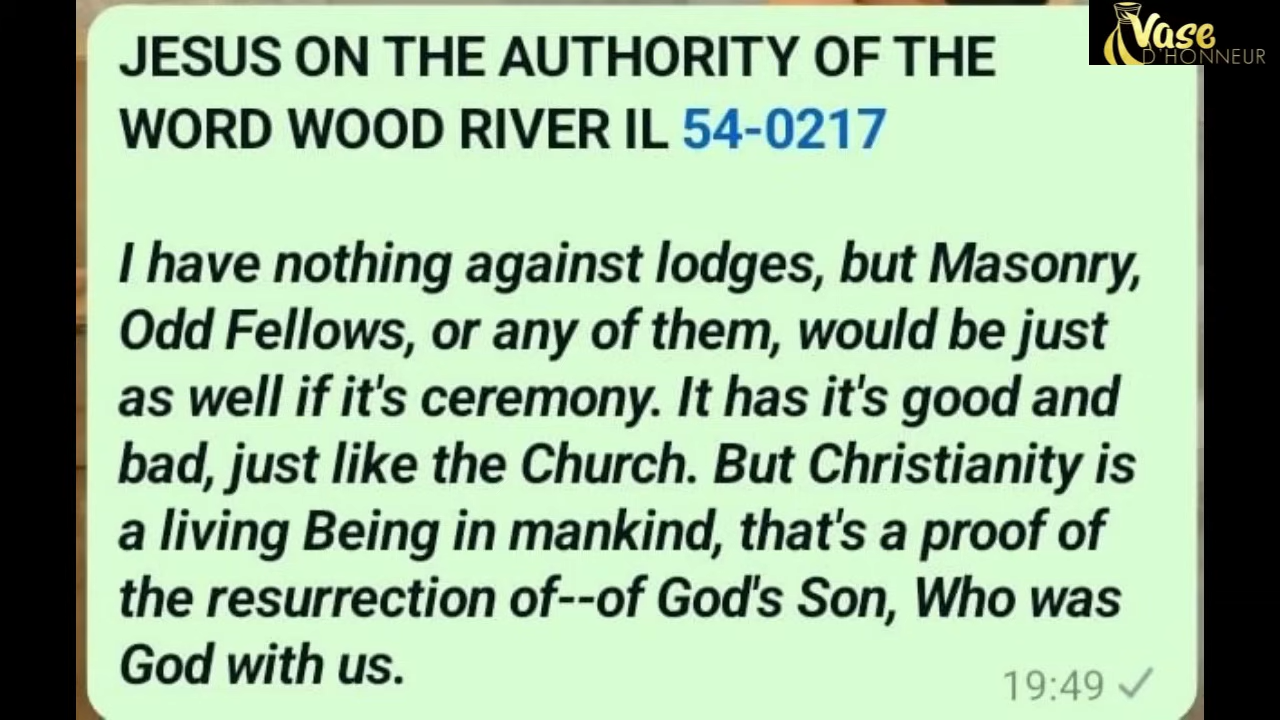 Vase
D'HONNEUR
JESUS ON THE AUTHORITY OF THE
WORD WOOD RIVER IL 54-0217
I have nothing against lodges, but Masonry,
Odd Fellows, or any of them, would be just
as well if it's ceremony. It has it's good and
bad, just like the Church. But Christianity is
a living Being in mankind, that's a proof of
the resurrection of--of God's Son, Who was
God with us.
19:49